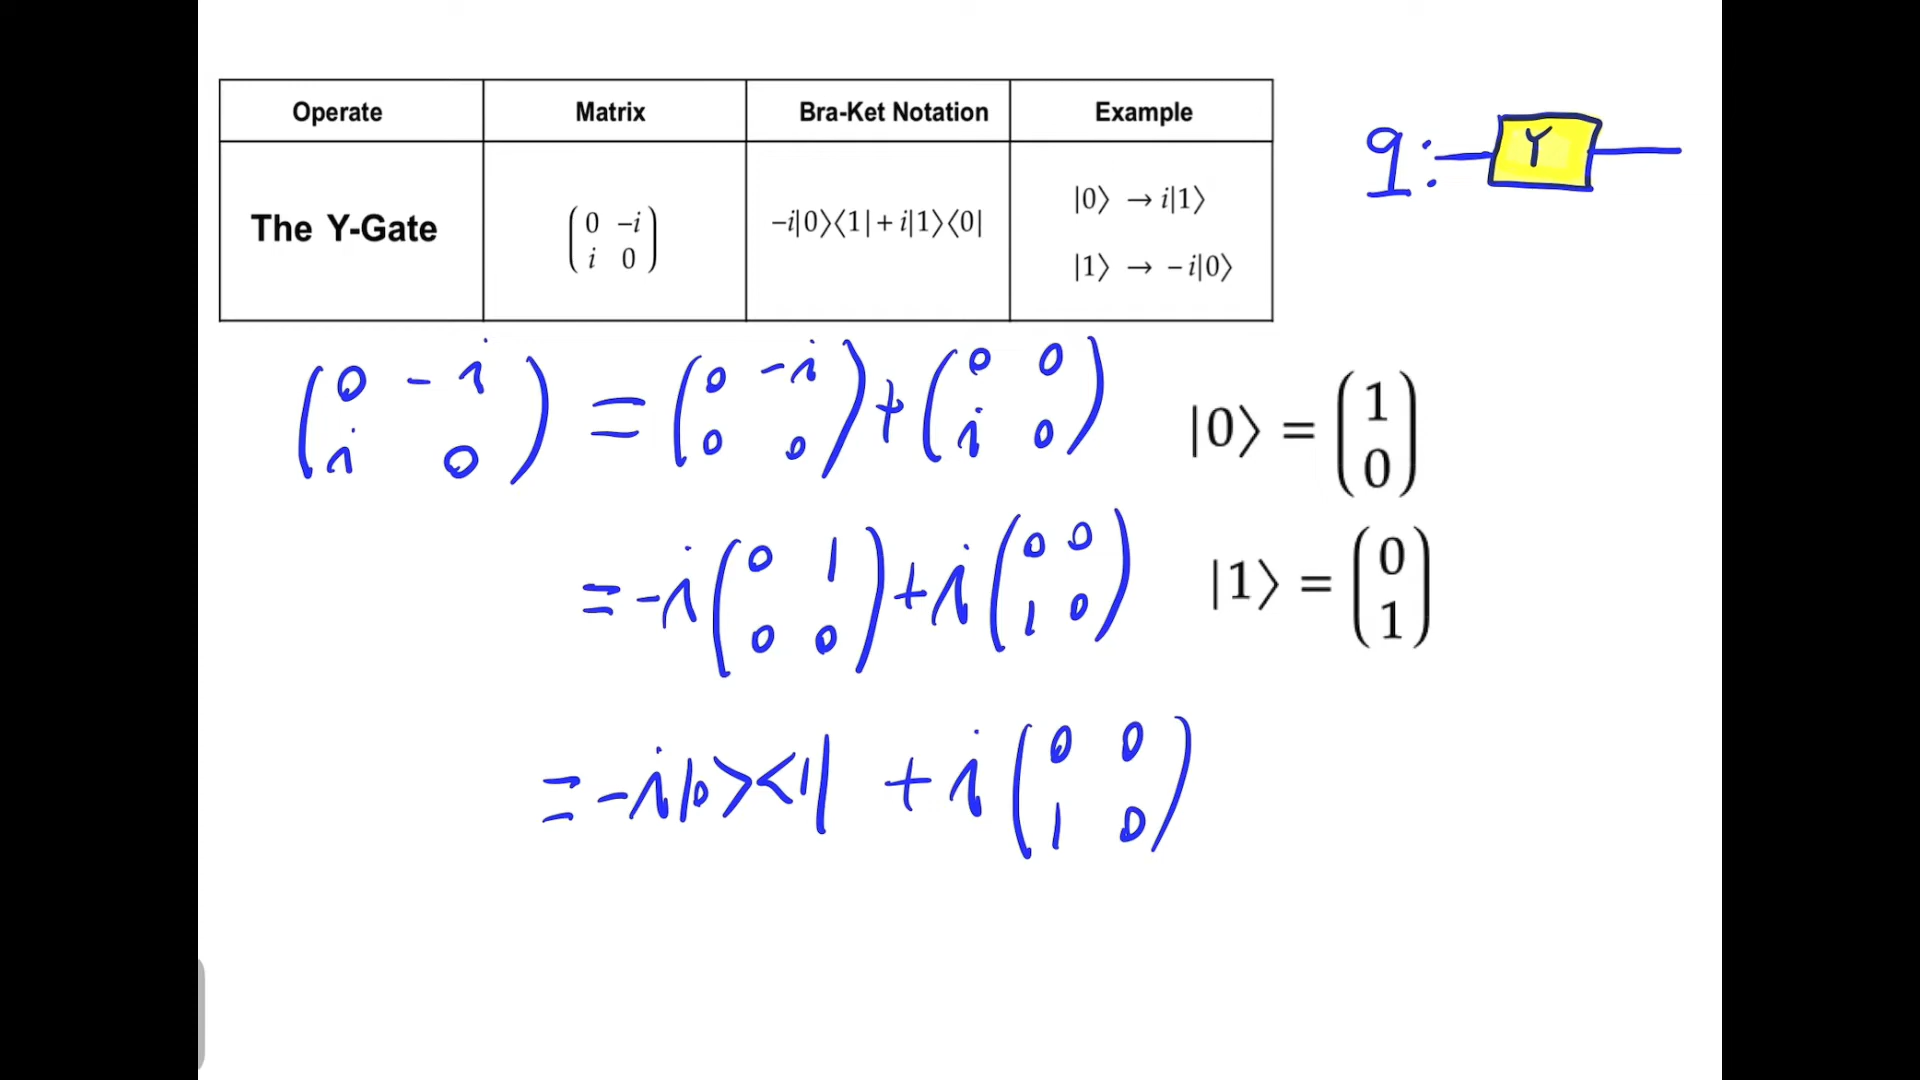 Operate Matrix Bra-Ket Notation Example
The Y-Gate
(0 −i
i 0)
−i|0⟩⟨1| + i|1⟩⟨0|
|0⟩ → i|1⟩
|1⟩ → − i|0⟩
q: Y
(0 -i
i 0) = (0 -i
0 0) + (0 0
i 0)
|0⟩ = (1
0)
= -i (0 1
0 0) + i (0 0
1 0)
|1⟩ = (0
1)
= -i|0><1| + i (0 0
1 0)